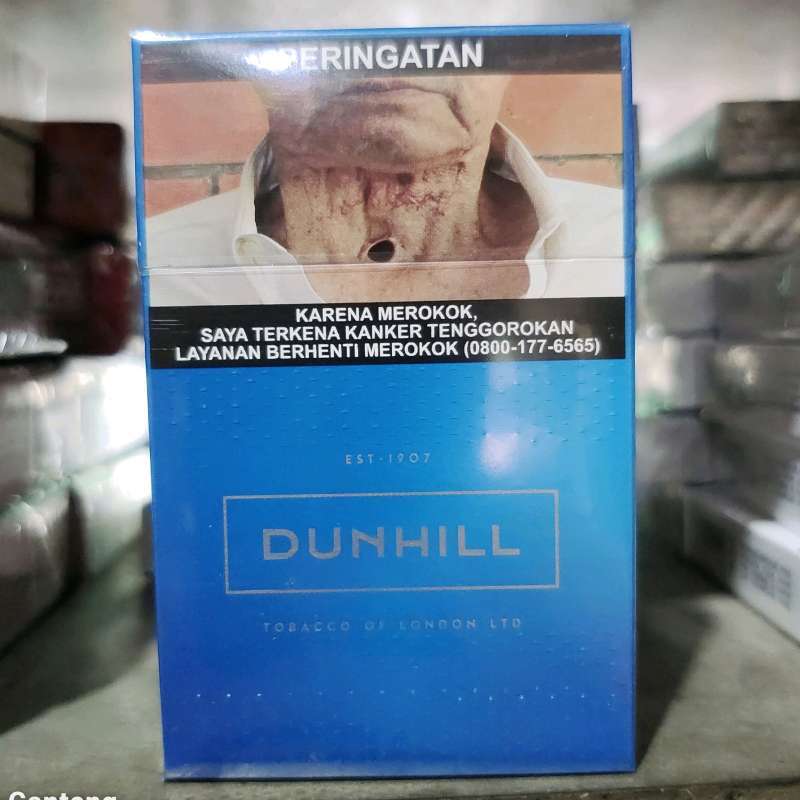 PERINGATAN
KARENA MEROKOK,
SAYA TERKENA KANKER TENGGOROKAN
LAYANAN BERHENTI MEROKOK (0800-177-6565)
EST·1907
DUNHILL
TOBACCO OF LONDON LTD